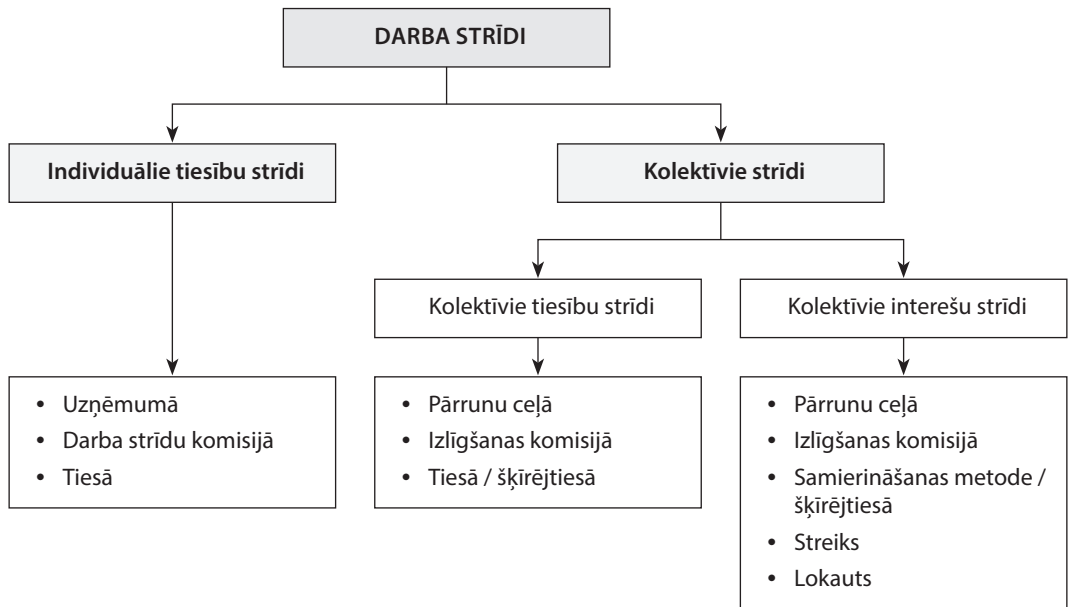 DARBA STRĪDI
Individuālie tiesību strīdi
Kolektīvie strīdi
Kolektīvie tiesību strīdi
Kolektīvie interešu strīdi
• Uzņēmumā
• Darba strīdu komisijā
• Tiesā
• Pārrunu ceļā
• Izlīgšanas komisijā
• Tiesā / šķīrējtiesā
• Pārrunu ceļā
• Izlīgšanas komisijā
• Samierināšanas metode /
šķīrējtiesā
• Streiks
• Lokauts